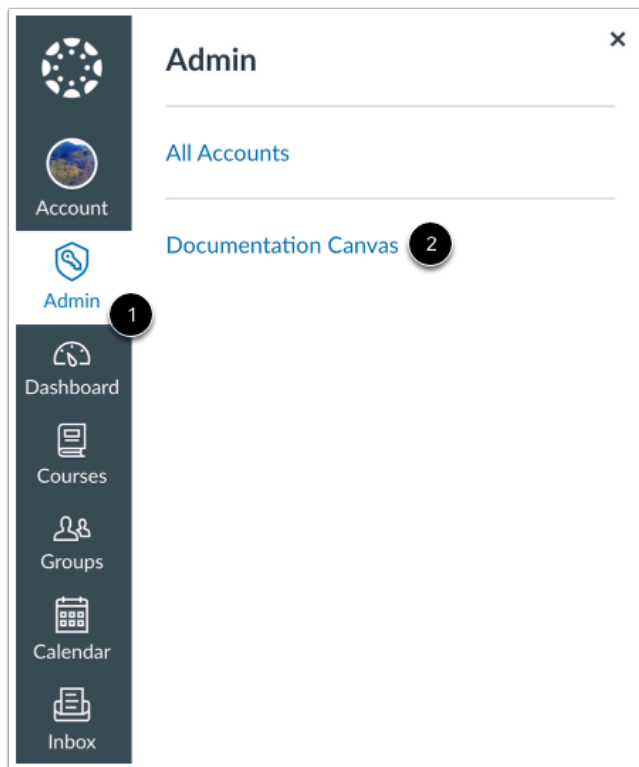 Admin
All Accounts
Documentation Canvas 2
Account
Admin
1
Dashboard
Courses
Groups
Calendar
Inbox